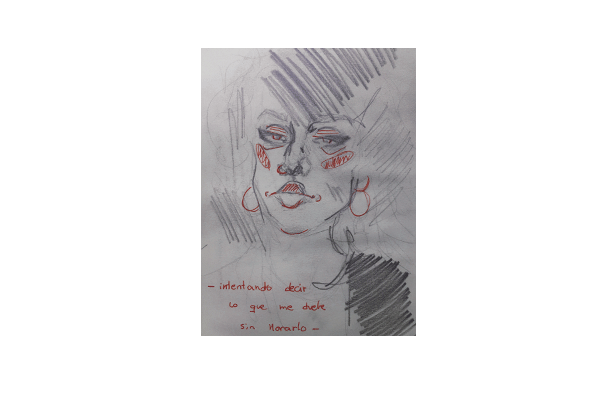 - intentando decir
lo que me duele
sin llorarlo -